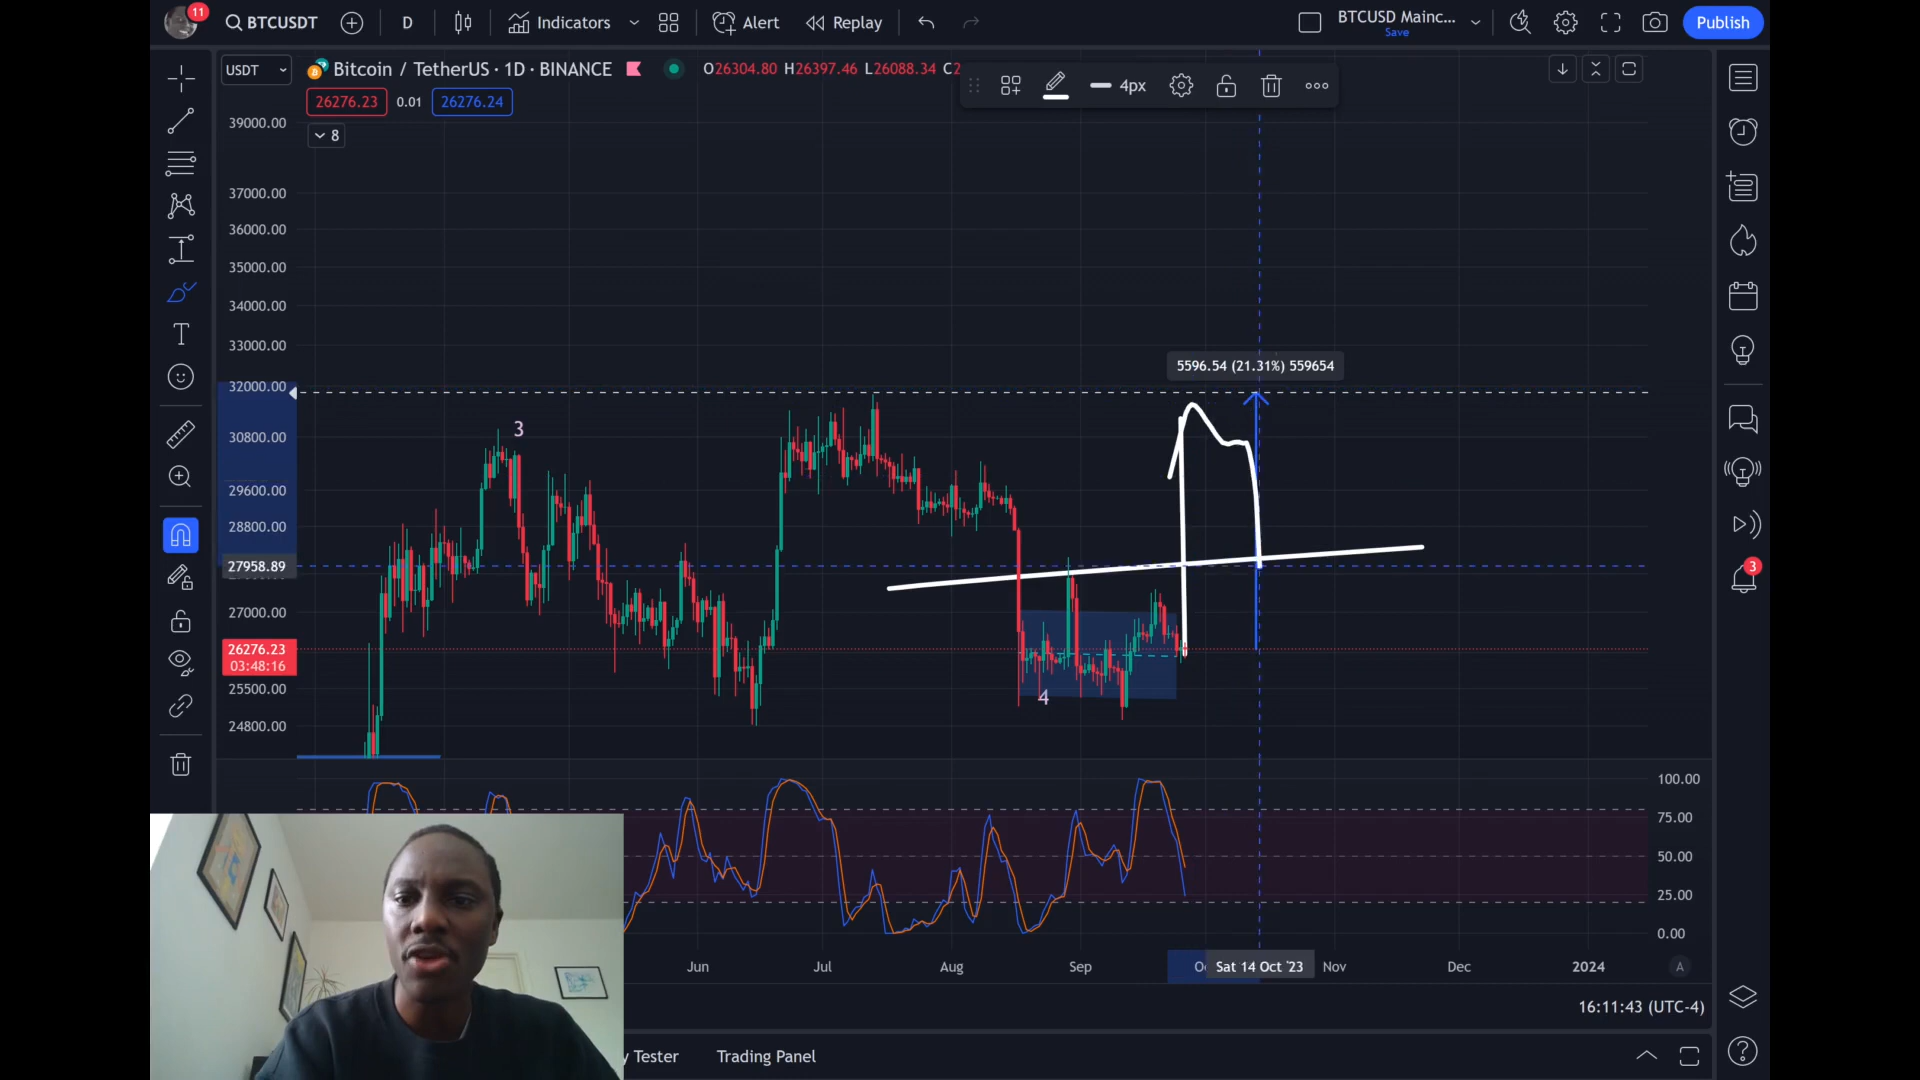 11
BTCUSDT
D
Indicators
Alert
Replay
BTCUSD Mainc...
Save
Publish
USDT
Bitcoin / TetherUS · 1D · BINANCE
O26304.80 H26397.46 L26088.34 C2
4px
26276.23
0.01
26276.24
8
39000.00
37000.00
36000.00
35000.00
34000.00
33000.00
32000.00
30800.00
29600.00
28800.00
27958.89
27000.00
26276.23
03:48:16
25500.00
24800.00
5596.54 (21.31%) 559654
3
4
3
100.00
75.00
50.00
25.00
0.00
Jun
Jul
Aug
Sep
Sat 14 Oct '23
Nov
Dec
2024
A
16:11:43 (UTC-4)
y Tester
Trading Panel